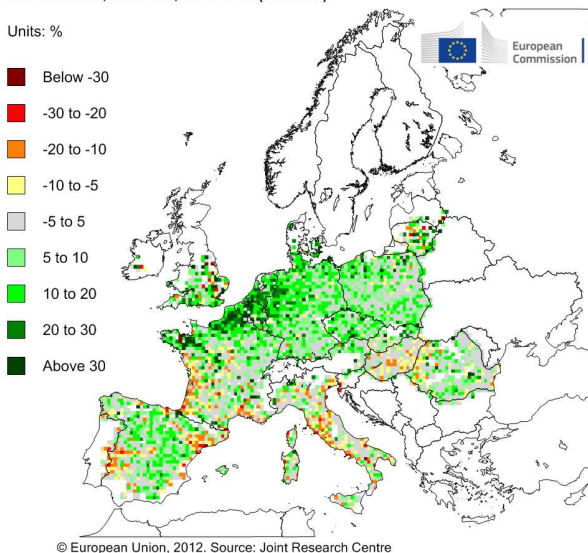 Units: %
European
Commission
Below -30
-30 to -20
-20 to -10
-10 to -5
-5 to 5
5 to 10
10 to 20
20 to 30
Above 30
© European Union, 2012. Source: Joint Research Centre